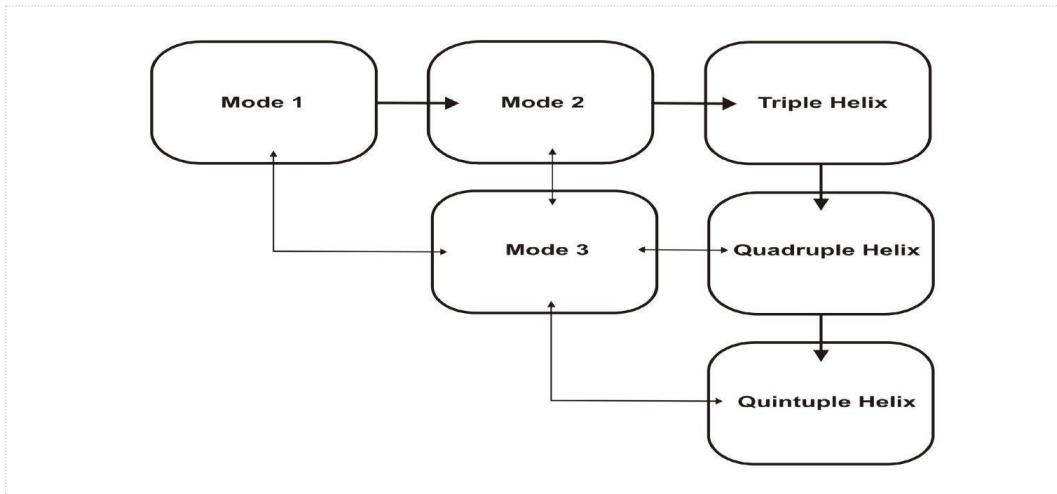 Mode 1
Mode 2
Triple Helix
Mode 3
Quadruple Helix
Quintuple Helix